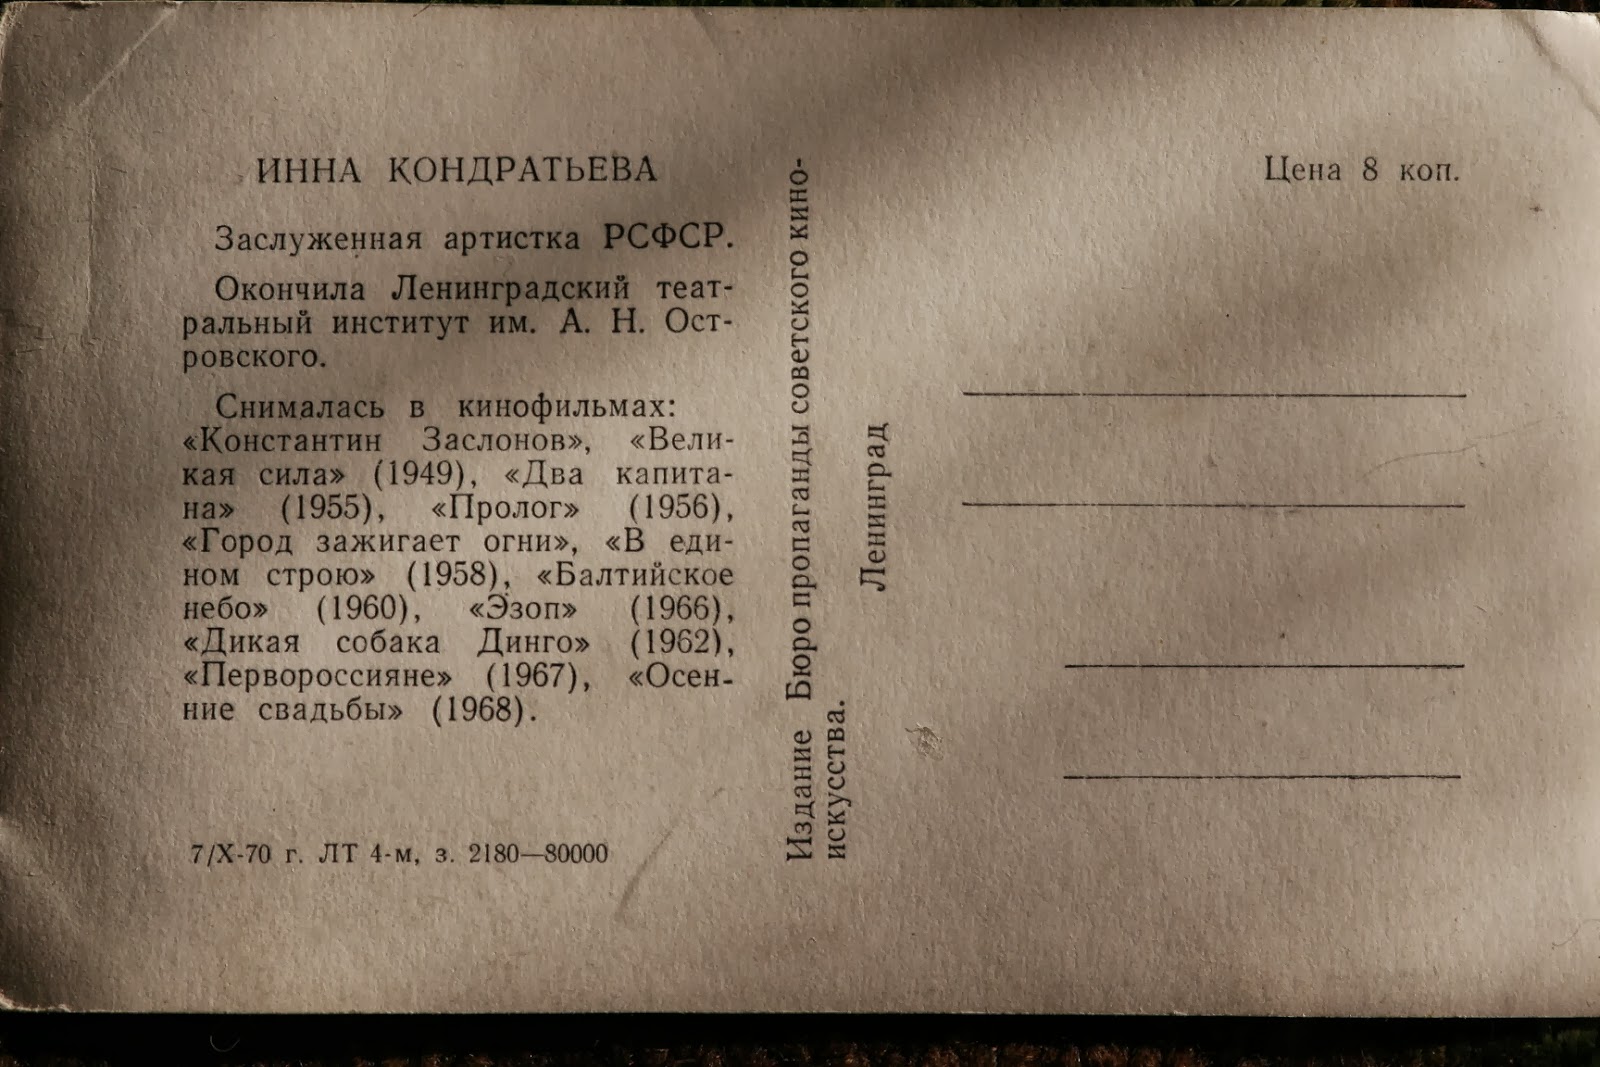 ИННА КОНДРАТЬЕВА
Заслуженная артистка РСФСР.
Окончила Ленинградский теат-
ральный институт им. А. Н. Ост-
ровского.
Снималась в кинофильмах:
«Константин Заслонов», «Вели-
кая сила» (1949), «Два капита-
на» (1955), «Пролог» (1956),
«Город зажигает огни», «В еди-
ном строю» (1958), «Балтийское
небо» (1960), «Эзоп» (1966),
«Дикая собака Динго» (1962),
«Первороссияне» (1967), «Осен-
ние свадьбы» (1968).
7/X-70 г. ЛТ 4-м, з. 2180—80000
Издание Бюро пропаганды советского кино-
искусства.
Ленинград
Цена 8 коп.